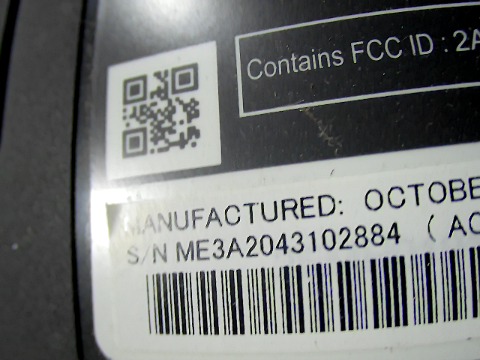 Contains FCC ID : 2A
MANUFACTURED: OCTOBE
S/N ME3A2043102884 ( AC